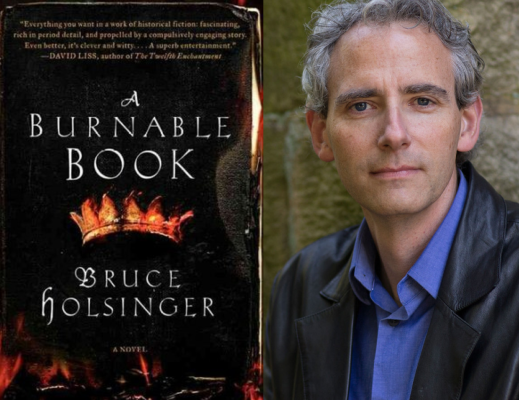 "Everything you want in a work of historical fiction: fascinating,
rich in period detail, and propelled by a compulsively engaging story.
Even better, it's clever and witty. . . . A superb entertainment."
—DAVID LISS, author of The Twelfth Enchantment
A
BURNABLE
BOOK
BRUCE
HOLSINGER
A NOVEL